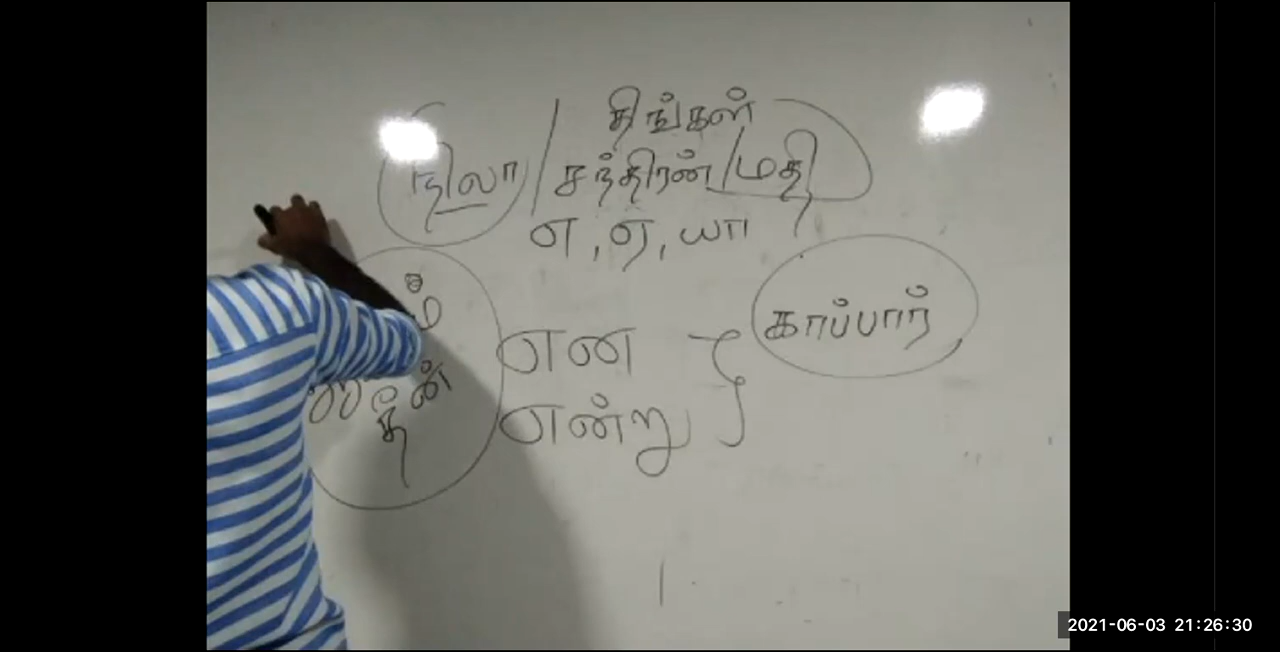 திங்கள்
நிலா / சந்திரன் / மதி
எ, ஏ, யா
காப்பார்
என
என்று
2021-06-03 21:26:30